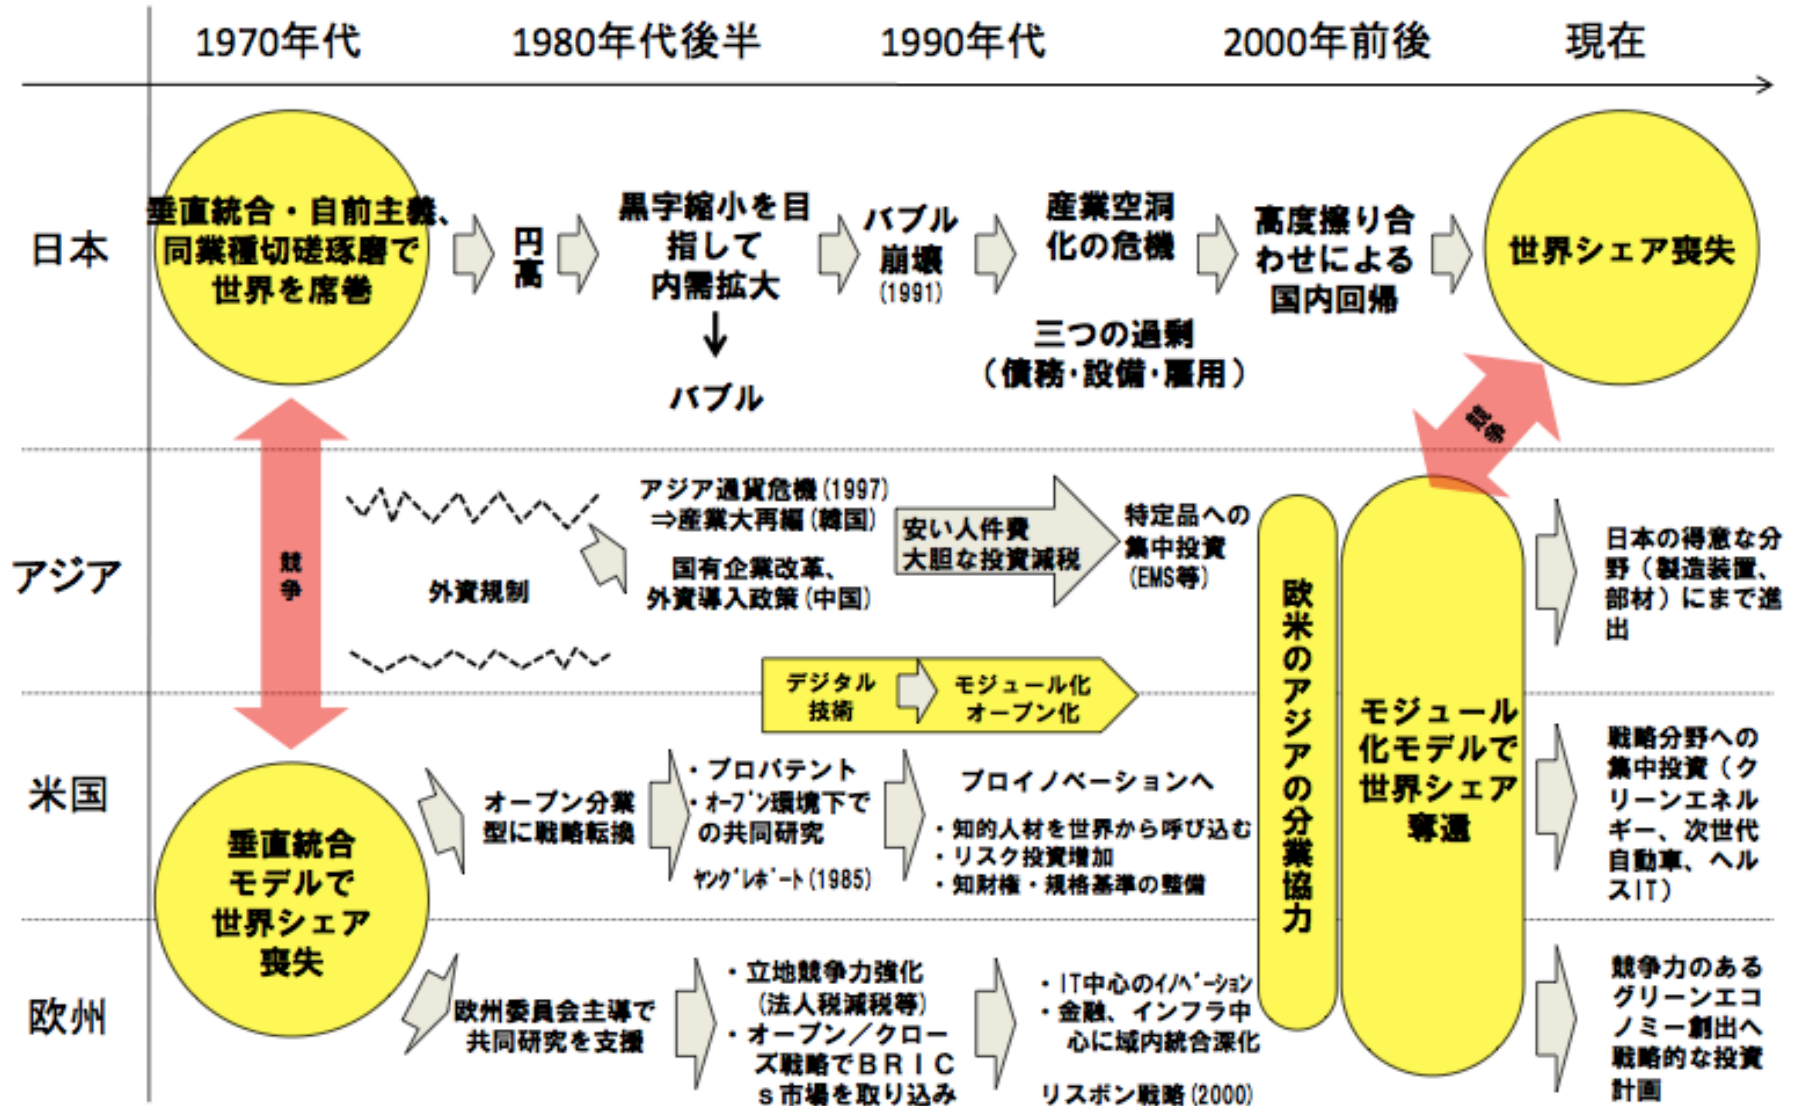 1970年代
1980年代後半
1990年代
2000年前後
現在
日本
垂直統合・自前主義、
同業種切磋琢磨で
世界を席巻
円
高
黒字縮小を目
指して
内需拡大
バブル
バブル
崩壊
(1991)
産業空洞
化の危機
三つの過剰
(債務・設備・雇用)
高度擦り合
わせによる
国内回帰
世界シェア喪失
競争
競争
アジア
外資規制
アジア通貨危機(1997)
⇒産業大再編(韓国)
国有企業改革、
外資導入政策(中国)
安い人件費
大胆な投資減税
特定品への
集中投資
(EMS等)
欧米のアジアの分業協力
モジュール
化モデルで
世界シェア
奪還
日本の得意な分
野(製造装置、
部材)にまで進
出
デジタル
技術
モジュール化
オープン化
米国
垂直統合
モデルで
世界シェア
喪失
オープン分業
型に戦略転換
・プロパテント
・ｵｰﾌﾟﾝ環境下で
の共同研究
ﾔﾝｸﾞﾚﾎﾟｰﾄ(1985)
プロイノベーションへ
・知的人材を世界から呼び込む
・リスク投資増加
・知財権・規格基準の整備
戦略分野への
集中投資(ク
リーンエネル
ギー、次世代
自動車、ヘル
スIT)
欧州
欧州委員会主導で
共同研究を支援
・立地競争力強化
(法人税減税等)
・オープン／クロー
ズ戦略でＢＲＩＣ
ｓ市場を取り込み
・IT中心のｲﾉﾍﾞｰｼｮﾝ
・金融、インフラ中
心に域内統合深化
リスボン戦略(2000)
競争力のある
グリーンエコ
ノミー創出へ
戦略的な投資
計画